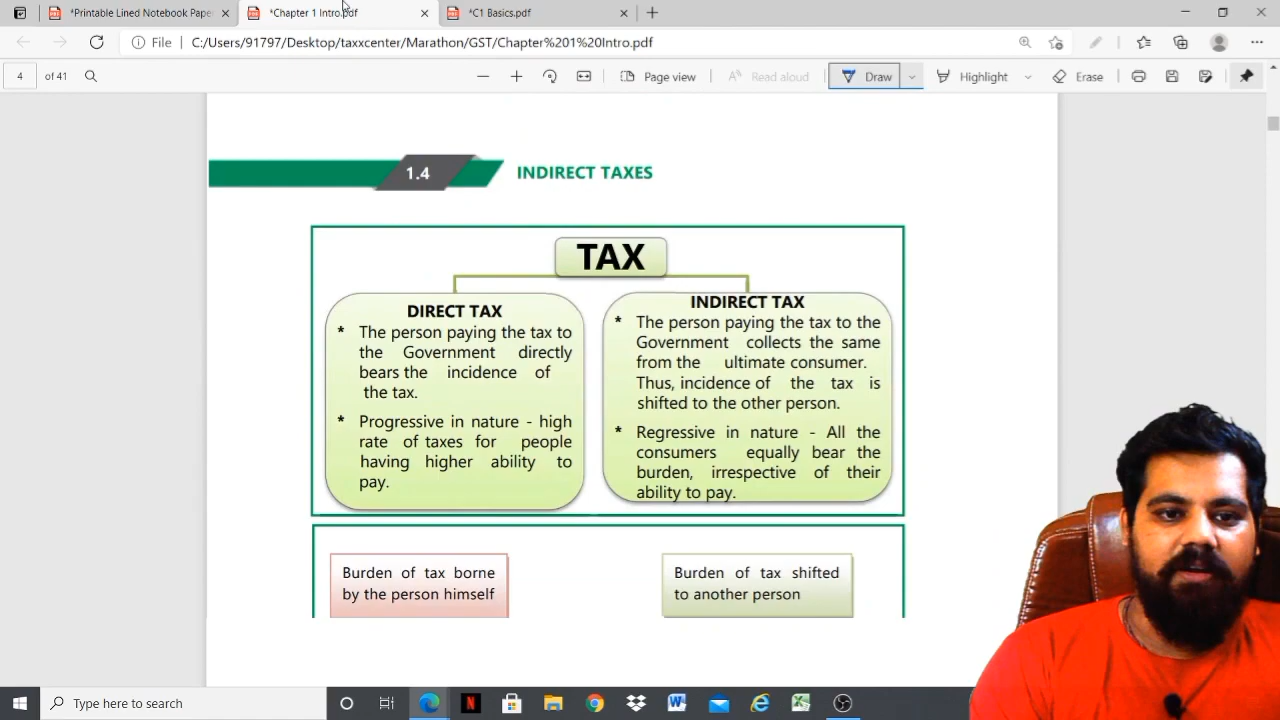 *Printable Lined Notebook Paper
*Chapter 1 Intro.pdf
*C1 Basics.pdf
File
C:/Users/91797/Desktop/taxxcenter/Marathon/GST/Chapter%201%20Intro.pdf
4 of 41
Page view
Read aloud
Draw
Highlight
Erase
1.4 INDIRECT TAXES
TAX
DIRECT TAX
* The person paying the tax to
the Government directly
bears the incidence of
the tax.
* Progressive in nature - high
rate of taxes for people
having higher ability to
pay.
INDIRECT TAX
* The person paying the tax to the
Government collects the same
from the ultimate consumer.
Thus, incidence of the tax is
shifted to the other person.
* Regressive in nature - All the
consumers equally bear the
burden, irrespective of their
ability to pay.
Burden of tax borne
by the person himself
Burden of tax shifted
to another person
Type here to search